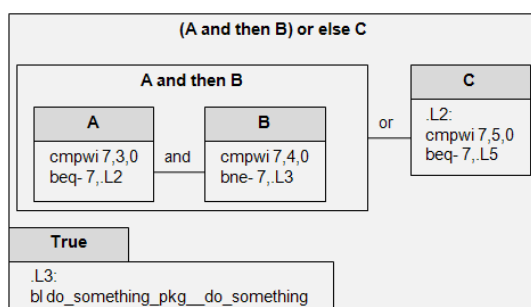 (A and then B) or else C
A and then B
A
cmpwi 7,3,0
beq- 7,.L2
and
B
cmpwi 7,4,0
bne- 7,.L3
or
C
.L2:
cmpwi 7,5,0
beq- 7,.L5
True
.L3:
bl do_something_pkg__do_something